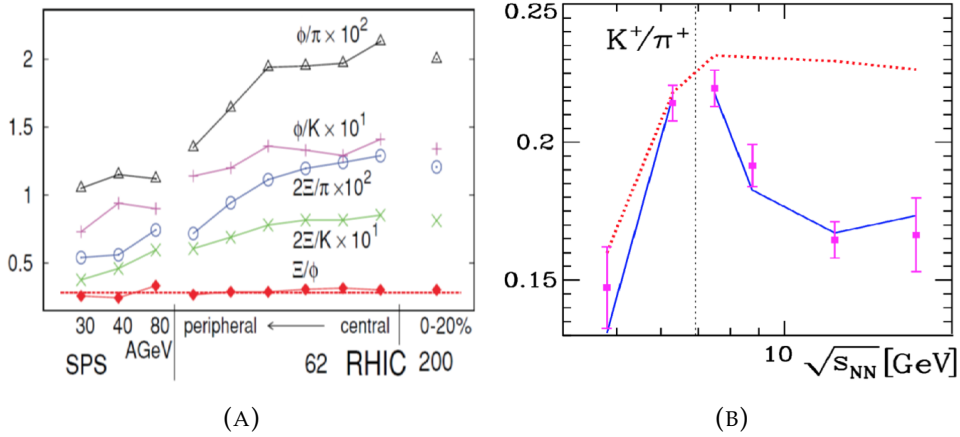 ϕ/π × 10²
2
ϕ/K × 10¹
1.5
2Ξ/π × 10²
1
2Ξ/K × 10¹
Ξ/ϕ
0.5
30 40 80 peripheral ← central 0-20%
AGeV
SPS 62 RHIC 200
(A)
B)
0.25
K⁺/π⁺
0.2
0.15
10 √s_NN [GeV]
(B)